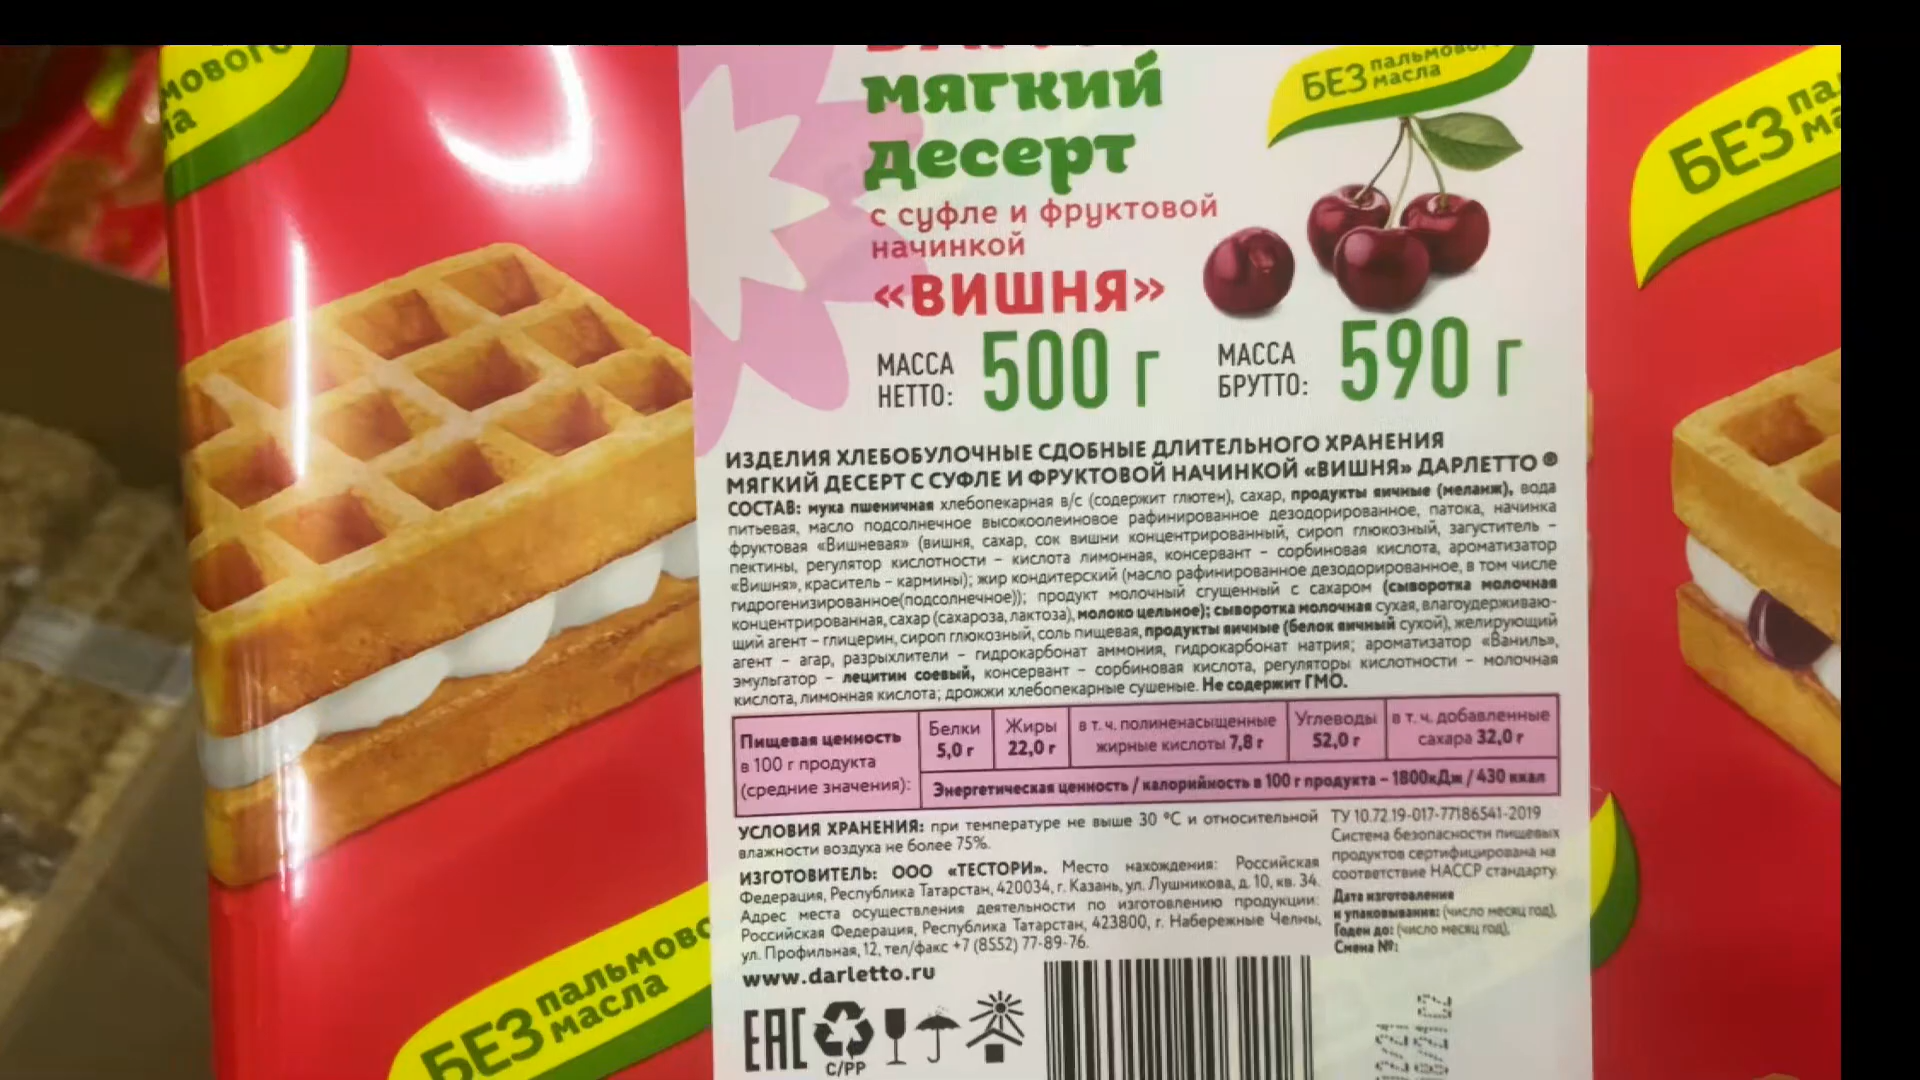 мягкий
десерт
с суфле и фруктовой
начинкой
«ВИШНЯ»
БЕЗ пальмового
масла
МАССА НЕТТО: 500 г
МАССА БРУТТО: 590 г
ИЗДЕЛИЯ ХЛЕБОБУЛОЧНЫЕ СДОБНЫЕ ДЛИТЕЛЬНОГО ХРАНЕНИЯ
МЯГКИЙ ДЕСЕРТ С СУФЛЕ И ФРУКТОВОЙ НАЧИНКОЙ «ВИШНЯ» ДАРЛЕТТО ®
СОСТАВ: мука пшеничная хлебопекарная в/с (содержит глютен), сахар, продукты яичные (меланж), вода
питьевая, масло подсолнечное высокоолеиновое рафинированное дезодорированное, патока, начинка
фруктовая «Вишневая» (вишня, сахар, сок вишни концентрированный, сироп глюкозный, загуститель –
пектины, регулятор кислотности – кислота лимонная, консервант – сорбиновая кислота, ароматизатор
«Вишня», краситель – кармины); жир кондитерский (масло рафинированное дезодорированное, в том числе
гидрогенизированное(подсолнечное)); продукт молочный сгущенный с сахаром (сыворотка молочная
концентрированная, сахар (сахароза, лактоза), молоко цельное); сыворотка молочная сухая, влагоудерживаю-
щий агент – глицерин, сироп глюкозный, соль пищевая, продукты яичные (белок яичный сухой), желирующий
агент – агар, разрыхлители – гидрокарбонат аммония, гидрокарбонат натрия; ароматизатор «Ваниль»,
эмульгатор – лецитин соевый, консервант – сорбиновая кислота, регуляторы кислотности – молочная
кислота, лимонная кислота; дрожжи хлебопекарные сушеные. Не содержит ГМО.
Пищевая ценность
в 100 г продукта
(средние значения):
Белки
5,0 г
Жиры
22,0 г
в т. ч. полиненасыщенные
жирные кислоты 7,8 г
Углеводы
52,0 г
в т. ч. добавленные
сахара 32,0 г
Энергетическая ценность / калорийность в 100 г продукта – 1800кДж / 430 ккал
УСЛОВИЯ ХРАНЕНИЯ: при температуре не выше 30 °С и относительной
влажности воздуха не более 75%.
ИЗГОТОВИТЕЛЬ: ООО «ТЕСТОРИ». Место нахождения: Российская
Федерация, Республика Татарстан, 420034, г. Казань, ул. Лушникова, д. 10, кв. 34.
Адрес места осуществления деятельности по изготовлению продукции:
Российская Федерация, Республика Татарстан, 423800, г. Набережные Челны,
ул. Профильная, 12, тел/факс +7 (8552) 77-89-76.
www.darletto.ru
ТУ 10.72.19-017-77186541-2019
Система безопасности пищевых
продуктов сертифицирована на
соответствие НАССР стандарту.
Дата изготовления
и упаковывания: (число месяц год),
Годен до: (число месяц год),
Смена №:
ЕАС
C/PP
мового
БЕЗ пальмово
масла
БЕЗ